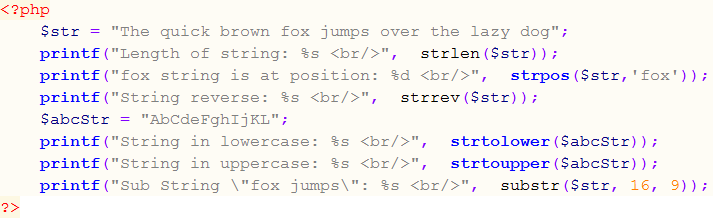 <?php
$str = "The quick brown fox jumps over the lazy dog";
printf("Length of string: %s <br/>",  strlen($str));
printf("fox string is at position: %d <br/>",  strpos($str,'fox'));
printf("String reverse: %s <br/>",  strrev($str));
$abcStr = "AbCdeFghIjKL";
printf("String in lowercase: %s <br/>",  strtolower($abcStr));
printf("String in uppercase: %s <br/>",  strtoupper($abcStr));
printf("Sub String \"fox jumps\": %s <br/>",  substr($str, 16, 9));
?>